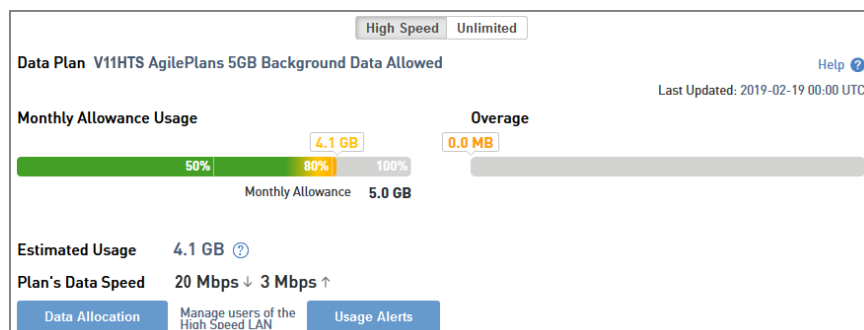 High Speed Unlimited
Data Plan V11HTS AgilePlans 5GB Background Data Allowed
Help ?
Last Updated: 2019-02-19 00:00 UTC
Monthly Allowance Usage Overage
4.1 GB 0.0 MB
50% 80% 100%
Monthly Allowance 5.0 GB
Estimated Usage 4.1 GB ?
Plan's Data Speed 20 Mbps ↓ 3 Mbps ↑
Data Allocation Manage users of the Usage Alerts
High Speed LAN